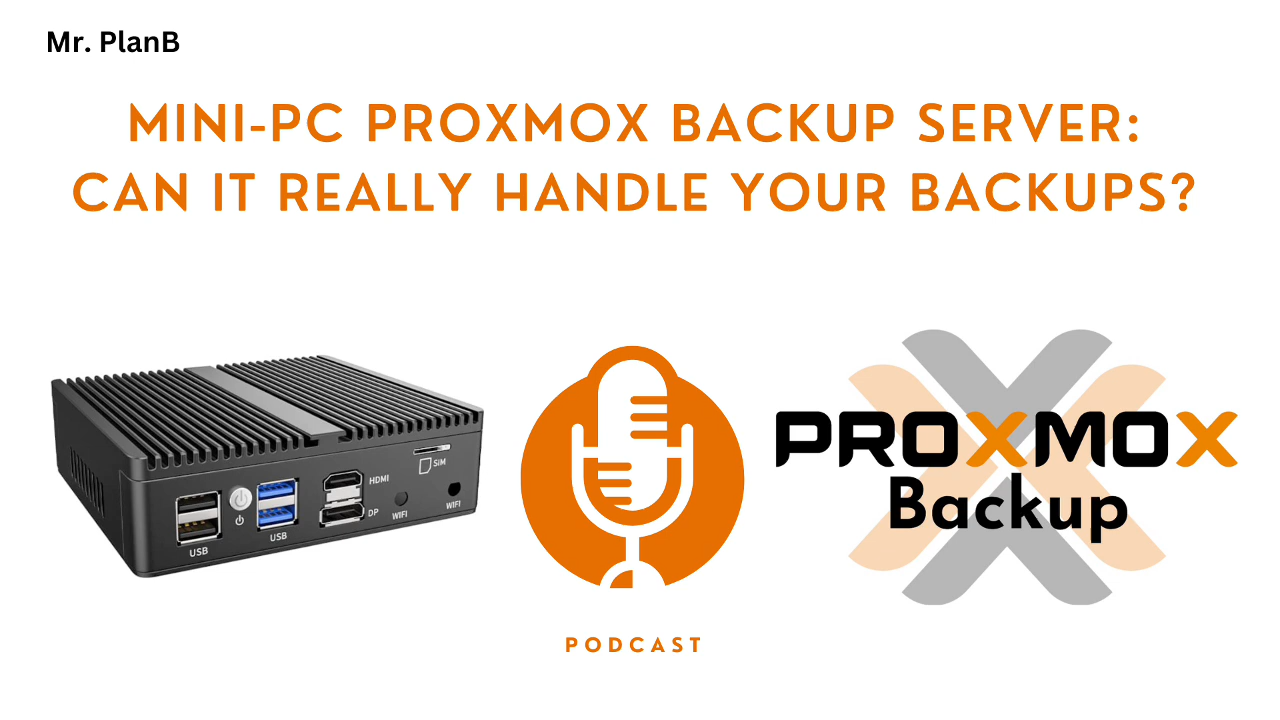 Mr. PlanB
MINI-PC PROXMOX BACKUP SERVER:
CAN IT REALLY HANDLE YOUR BACKUPS?
SIM
HDMI
DP
WIFI
WIFI
USB
USB
PROXMOX
Backup
PODCAST